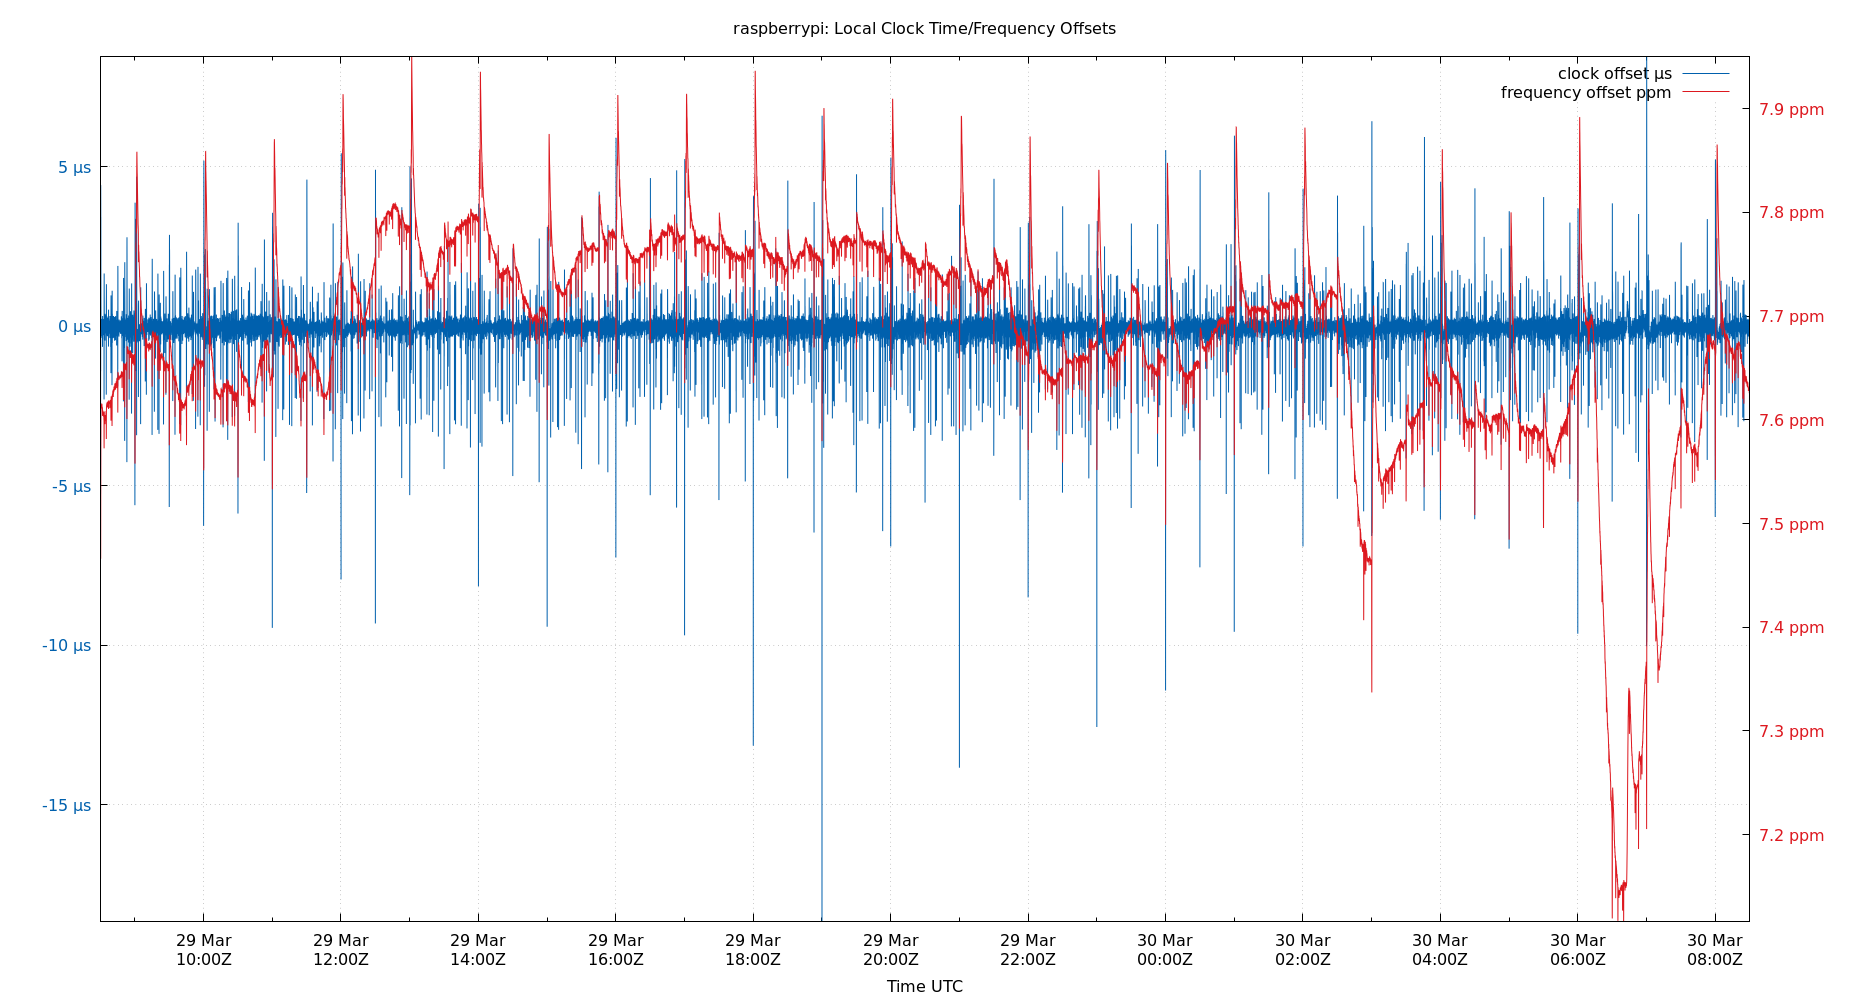 raspberrypi: Local Clock Time/Frequency Offsets
clock offset µs
frequency offset ppm
5 µs
0 µs
-5 µs
-10 µs
-15 µs
7.9 ppm
7.8 ppm
7.7 ppm
7.6 ppm
7.5 ppm
7.4 ppm
7.3 ppm
7.2 ppm
29 Mar 29 Mar 29 Mar 29 Mar 29 Mar 29 Mar 29 Mar 30 Mar 30 Mar 30 Mar 30 Mar 30 Mar
10:00Z 12:00Z 14:00Z 16:00Z 18:00Z 20:00Z 22:00Z 00:00Z 02:00Z 04:00Z 06:00Z 08:00Z
Time UTC